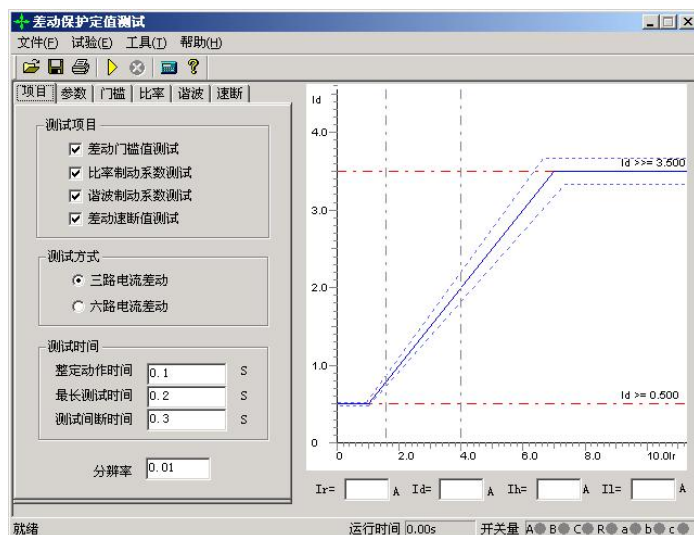 差动保护定值测试
文件(F) 试验(E) 工具(T) 帮助(H)
项目 参数 门槛 比率 谐波 速断
测试项目
差动门槛值测试
比率制动系数测试
谐波制动系数测试
差动速断值测试
测试方式
三路电流差动
六路电流差动
测试时间
整定动作时间 0.1 S
最长测试时间 0.2 S
测试间断时间 0.3 S
分辨率 0.01
Id
4.0
Id >>= 3.500
3.0
2.0
1.0
Id >= 0.500
0
0 2.0 4.0 6.0 8.0 10.0Ir
Ir= A Id= A Ih= A Il= A
就绪 运行时间 0.00s 开关量 A B C R a b c